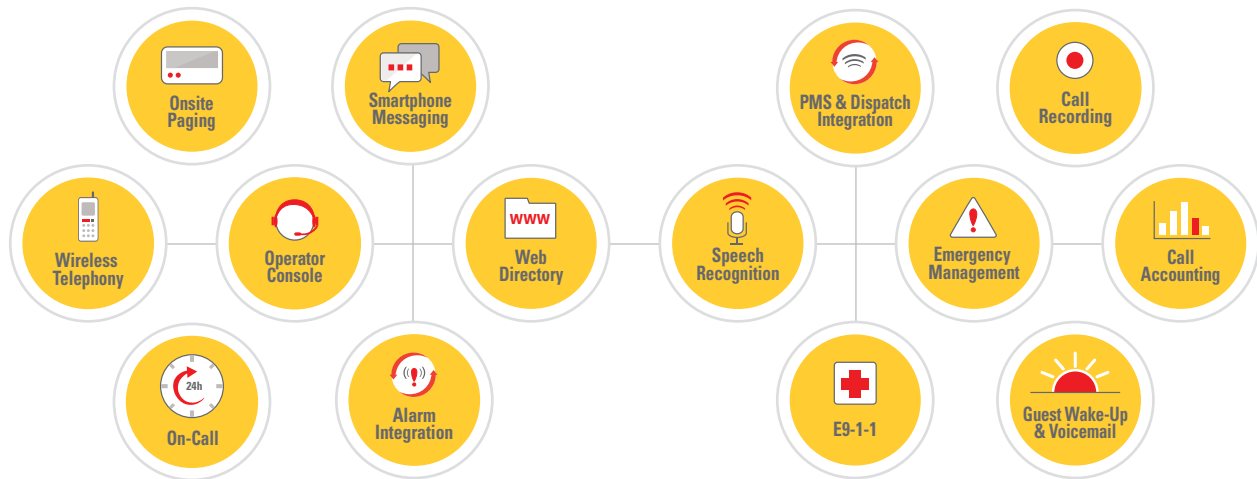 Onsite
Paging
Smartphone
Messaging
PMS & Dispatch
Integration
Call
Recording
Wireless
Telephony
Operator
Console
www
Web
Directory
Speech
Recognition
Emergency
Management
Call
Accounting
24h
On-Call
Alarm
Integration
E9-1-1
Guest Wake-Up
& Voicemail